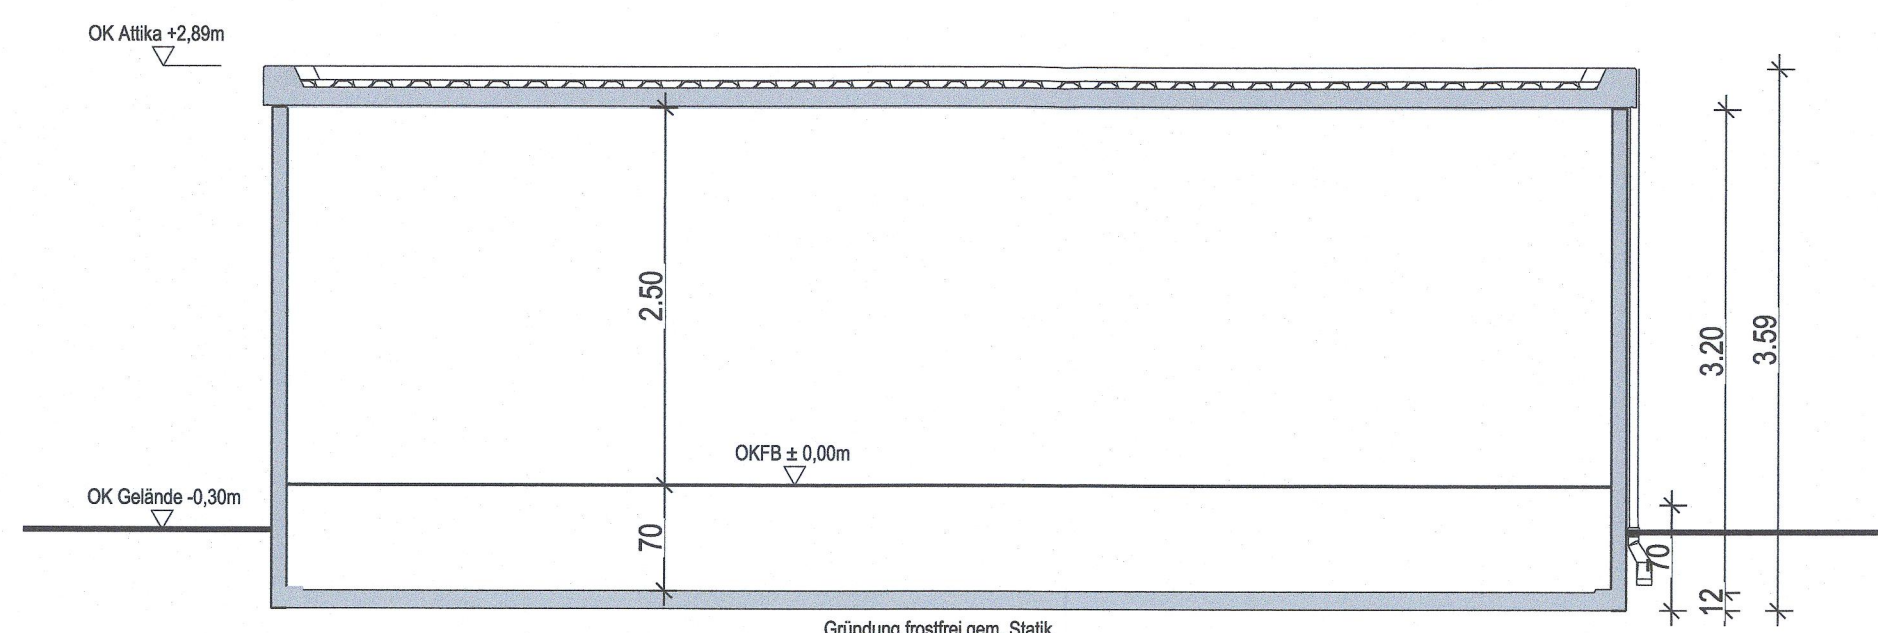 OK Attika +2,89m
2.50
3.20
3.59
OKFB ± 0,00m
OK Gelände -0,30m
70
70
12
Gründung frostfrei gem. Statik